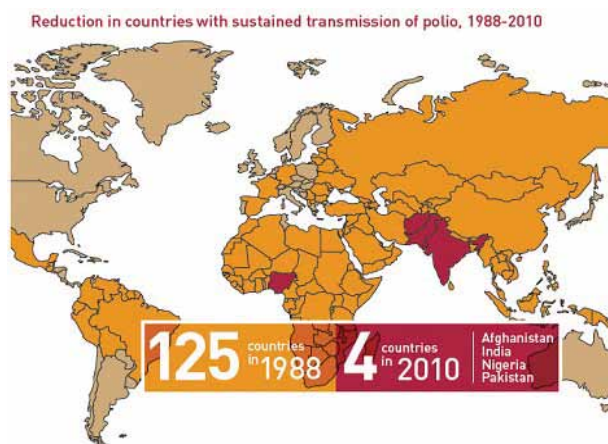 Reduction in countries with sustained transmission of polio, 1988-2010
125 countries in 1988
4 countries in 2010
Afghanistan
India
Nigeria
Pakistan